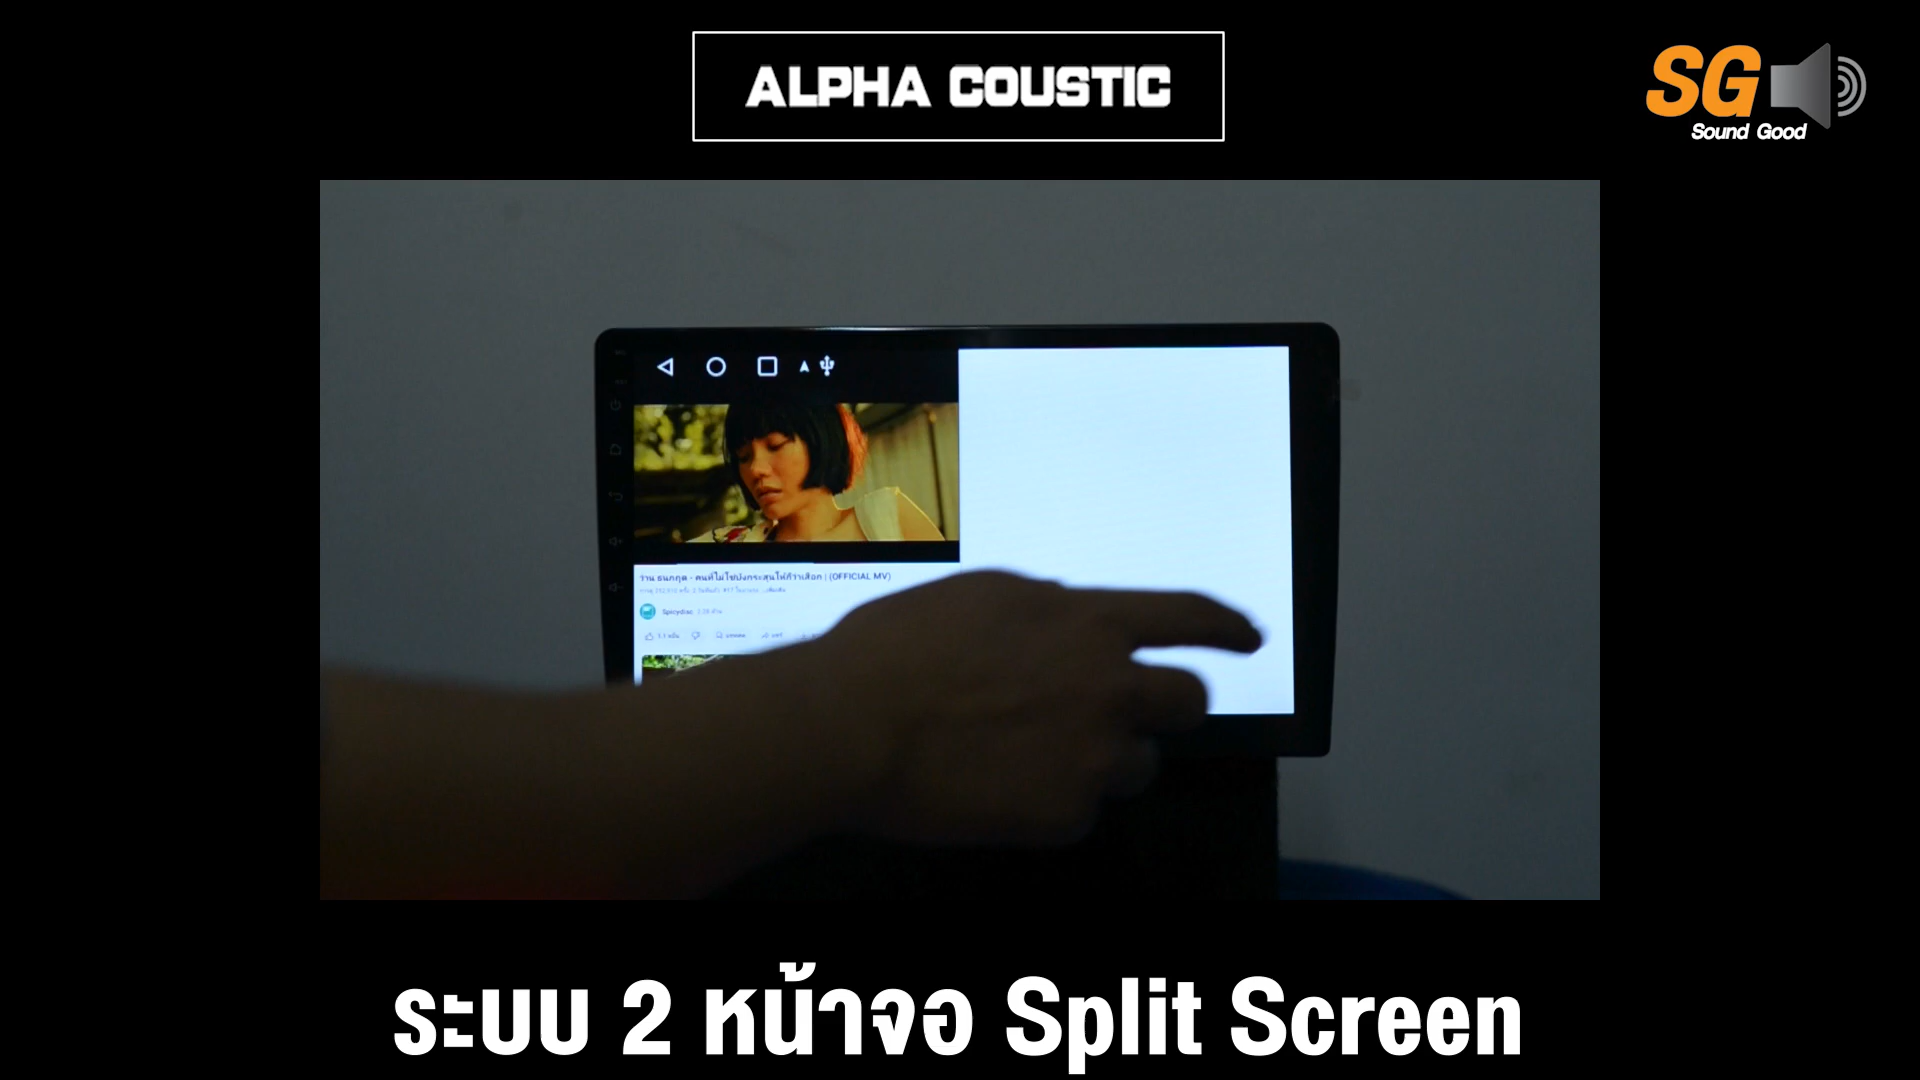 ALPHA COUSTIC
SG
Sound Good
(OFFICIAL MV)
Spicydisc
ระบบ 2 หน้าจอ Split Screen